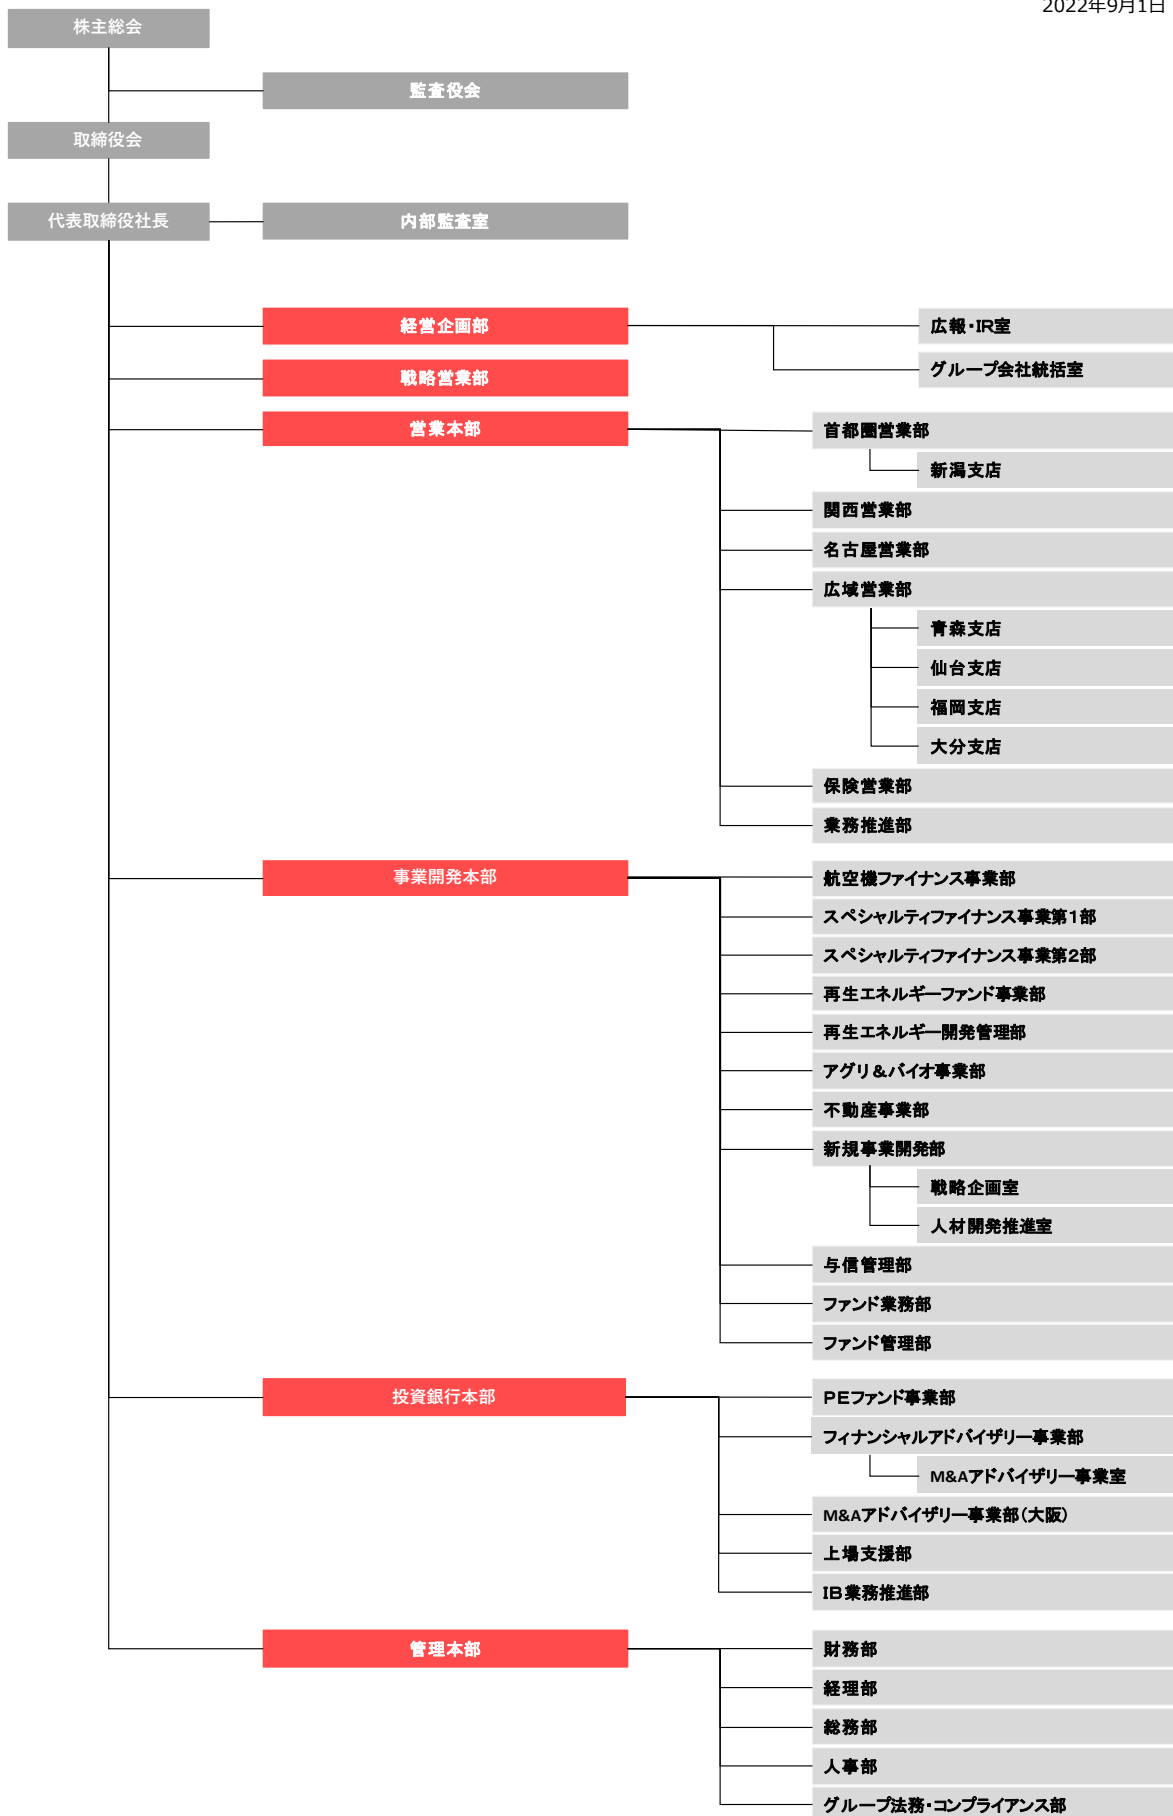 2022年9月1日
株主総会
監査役会
取締役会
代表取締役社長
内部監査室
経営企画部
広報・IR室
グループ会社統括室
戦略営業部
営業本部
首都圏営業部
新潟支店
関西営業部
名古屋営業部
広域営業部
青森支店
仙台支店
福岡支店
大分支店
保険営業部
業務推進部
事業開発本部
航空機ファイナンス事業部
スペシャルティファイナンス事業第1部
スペシャルティファイナンス事業第2部
再生エネルギーファンド事業部
再生エネルギー開発管理部
アグリ&バイオ事業部
不動産事業部
新規事業開発部
戦略企画室
人材開発推進室
与信管理部
ファンド業務部
ファンド管理部
投資銀行本部
PEファンド事業部
フィナンシャルアドバイザリー事業部
M&Aアドバイザリー事業室
M&Aアドバイザリー事業部(大阪)
上場支援部
IB業務推進部
管理本部
財務部
経理部
総務部
人事部
グループ法務・コンプライアンス部